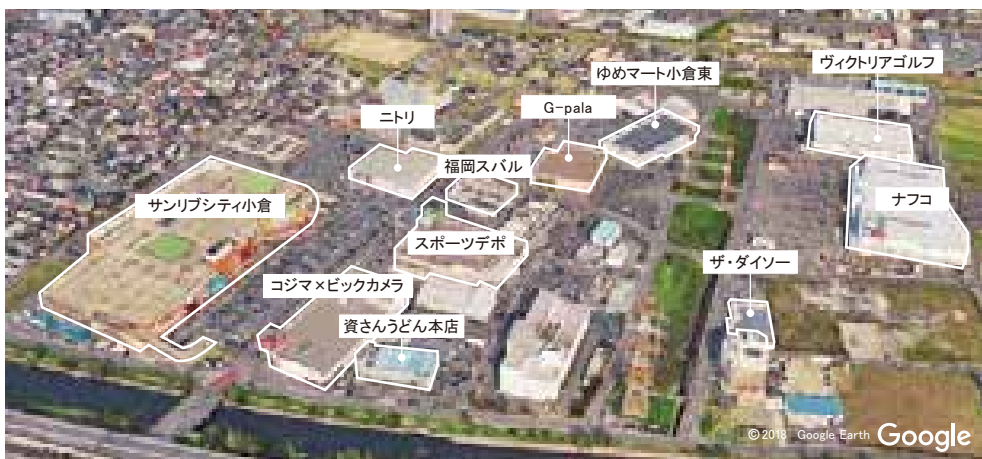 ヴィクトリアゴルフ
ゆめマート小倉東
G-pala
ニトリ
福岡スバル
サンリブシティ小倉
ナフコ
スポーツデポ
ザ・ダイソー
コジマ×ビックカメラ
資さんうどん本店
©2018 Google Earth Google